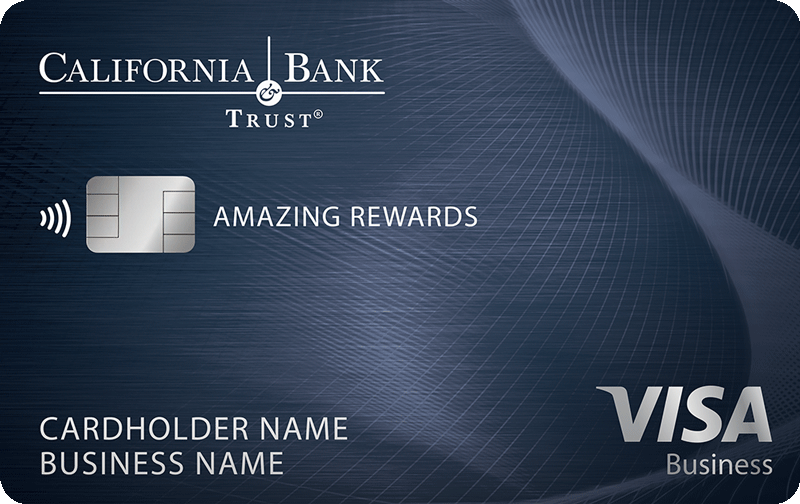 CALIFORNIA BANK
& TRUST®
AMAZING REWARDS
CARDHOLDER NAME
BUSINESS NAME
VISA
Business